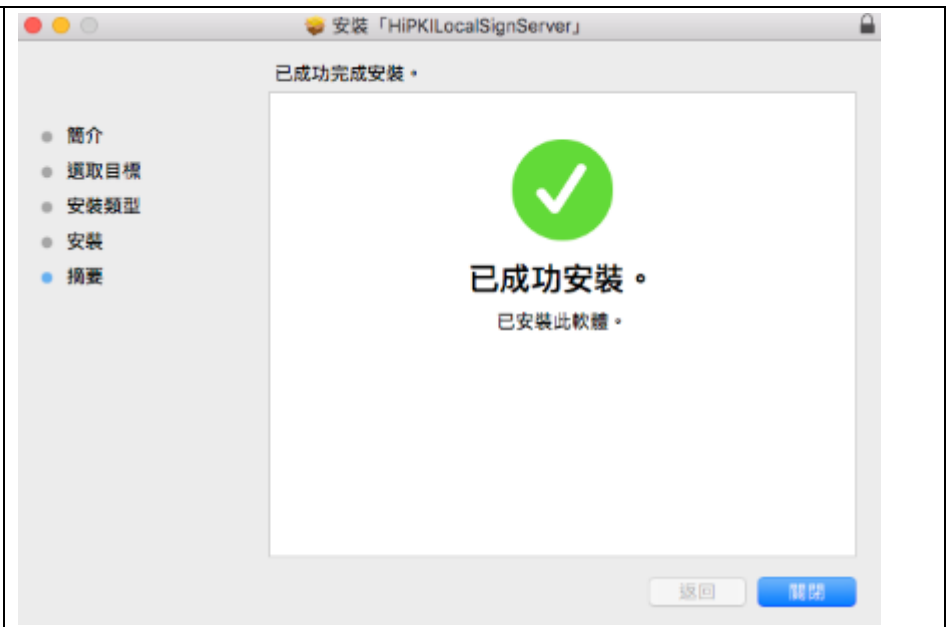 安裝「HiPKILocalSignServer」
已成功完成安裝。
簡介
選取目標
安裝類型
安裝
摘要
已成功安裝。
已安裝此軟體。
返回
關閉